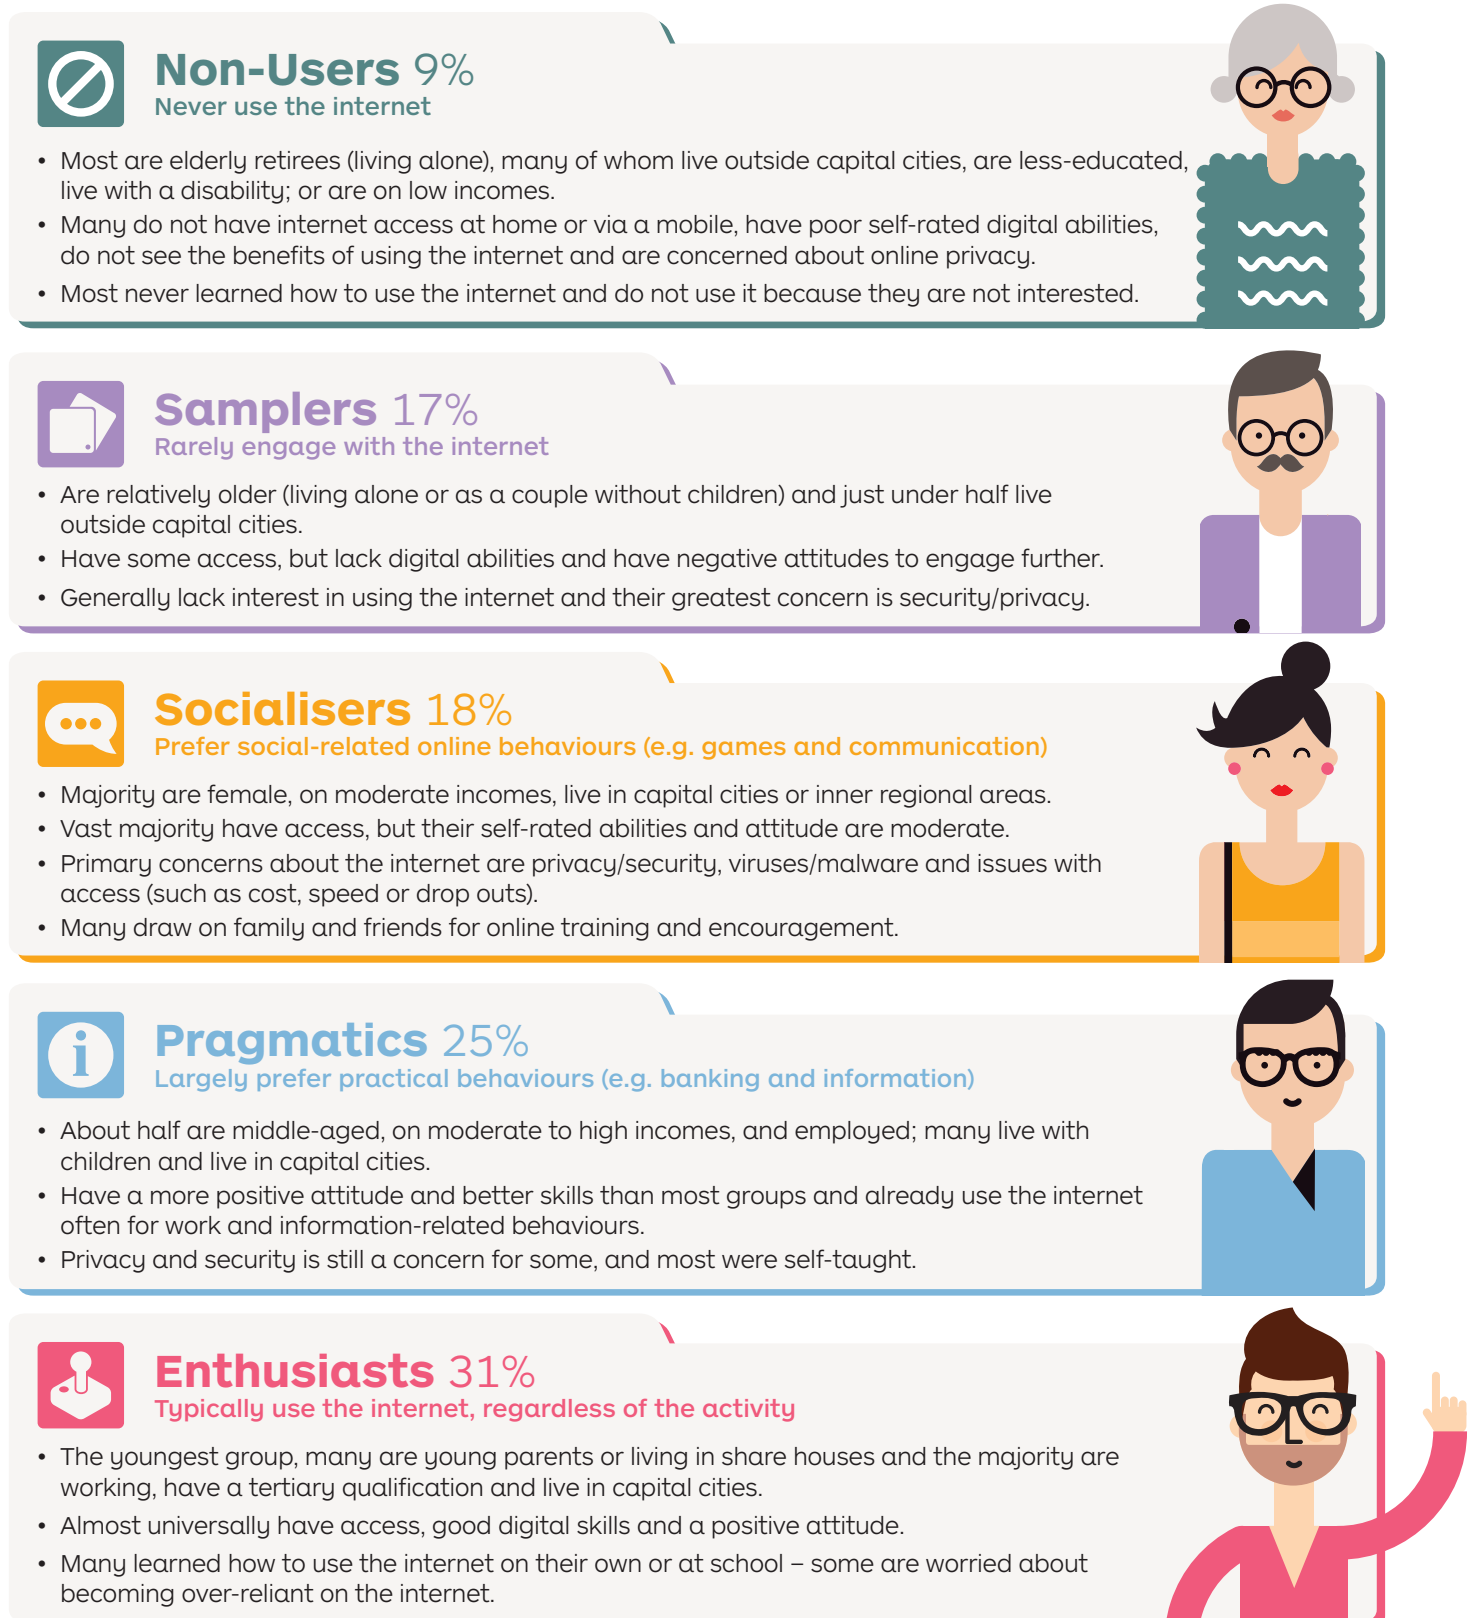 Non-Users 9%
Never use the internet
• Most are elderly retirees (living alone), many of whom live outside capital cities, are less-educated,
live with a disability; or are on low incomes.
• Many do not have internet access at home or via a mobile, have poor self-rated digital abilities,
do not see the benefits of using the internet and are concerned about online privacy.
• Most never learned how to use the internet and do not use it because they are not interested.
Samplers 17%
Rarely engage with the internet
• Are relatively older (living alone or as a couple without children) and just under half live
outside capital cities.
• Have some access, but lack digital abilities and have negative attitudes to engage further.
• Generally lack interest in using the internet and their greatest concern is security/privacy.
Socialisers 18%
Prefer social-related online behaviours (e.g. games and communication)
• Majority are female, on moderate incomes, live in capital cities or inner regional areas.
• Vast majority have access, but their self-rated abilities and attitude are moderate.
• Primary concerns about the internet are privacy/security, viruses/malware and issues with
access (such as cost, speed or drop outs).
• Many draw on family and friends for online training and encouragement.
i
Pragmatics 25%
Largely prefer practical behaviours (e.g. banking and information)
• About half are middle-aged, on moderate to high incomes, and employed; many live with
children and live in capital cities.
• Have a more positive attitude and better skills than most groups and already use the internet
often for work and information-related behaviours.
• Privacy and security is still a concern for some, and most were self-taught.
Enthusiasts 31%
Typically use the internet, regardless of the activity
• The youngest group, many are young parents or living in share houses and the majority are
working, have a tertiary qualification and live in capital cities.
• Almost universally have access, good digital skills and a positive attitude.
• Many learned how to use the internet on their own or at school – some are worried about
becoming over-reliant on the internet.